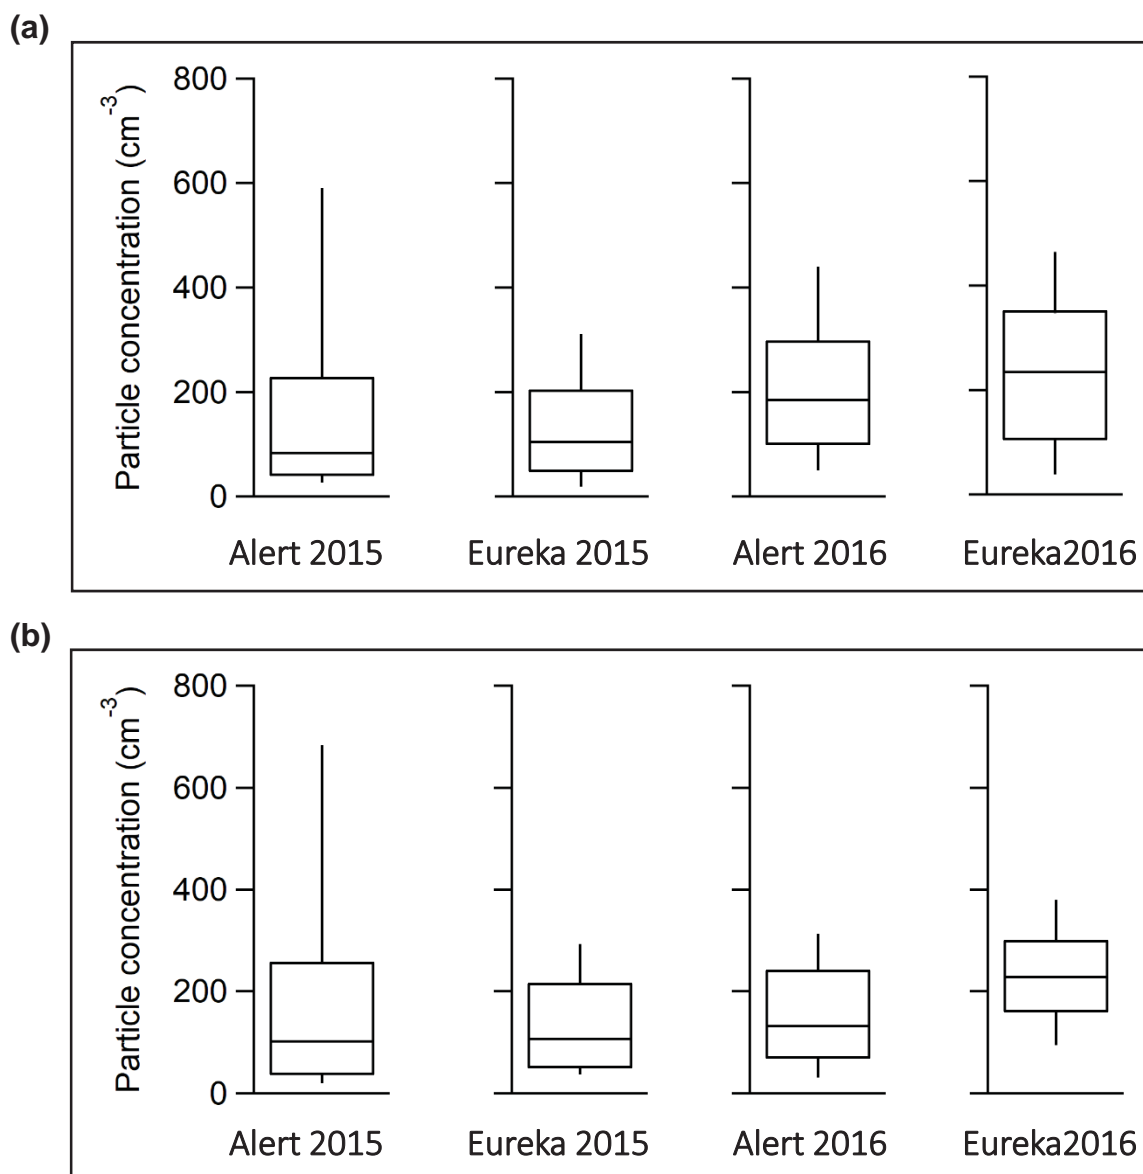 (a)
Particle concentration (cm⁻³)
800
600
400
200
0
Alert 2015
Eureka 2015
Alert 2016
Eureka2016
(b)
Particle concentration (cm⁻³)
800
600
400
200
0
Alert 2015
Eureka 2015
Alert 2016
Eureka2016